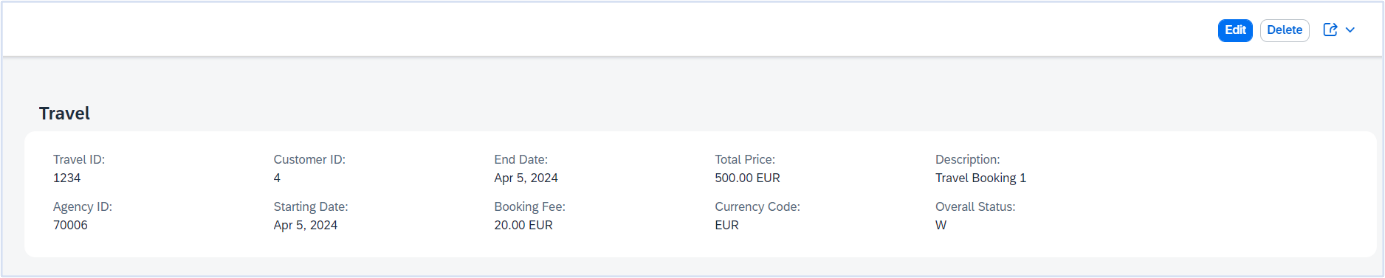 Edit Delete
Travel
Travel ID: Customer ID: End Date: Total Price: Description:
1234 4 Apr 5, 2024 500.00 EUR Travel Booking 1
Agency ID: Starting Date: Booking Fee: Currency Code: Overall Status:
70006 Apr 5, 2024 20.00 EUR EUR W